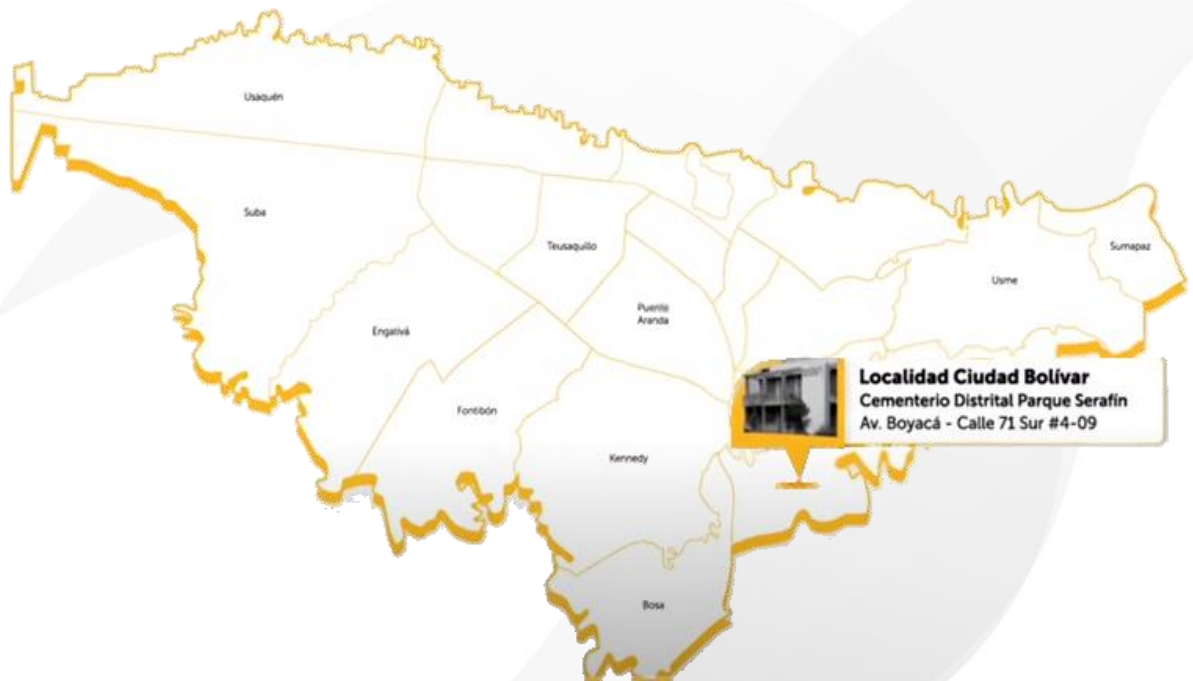 Usaquén
Suba
Teusaquillo
Sumapaz
Usme
Puente
Aranda
Engativá
Localidad Ciudad Bolívar
Cementerio Distrital Parque Serafín
Av. Boyacá - Calle 71 Sur #4-09
Fontibón
Kennedy
Bosa